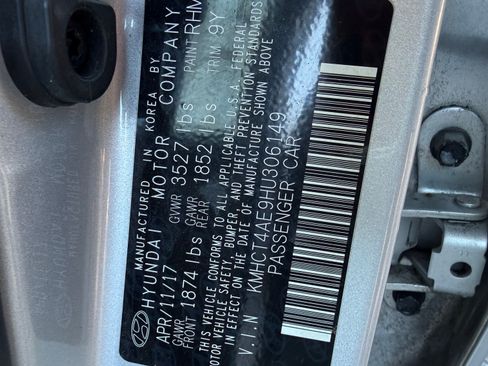 MANUFACTURED IN KOREA BY
HYUNDAI MOTOR COMPANY
APR/11/17 GVWR 3527 lbs PAINT RHM
GAWR FRONT 1874 lbs GAWR REAR 1852 lbs TRIM 9Y
THIS VEHICLE CONFORMS TO ALL APPLICABLE U.S.A. FEDERAL
VEHICLE SAFETY, BUMPER, AND THEFT PREVENTION STANDARDS
IN EFFECT ON THE DATE OF MANUFACTURE SHOWN ABOVE
V.I.N KMHCT4AE9HU306149
PASSENGER CAR